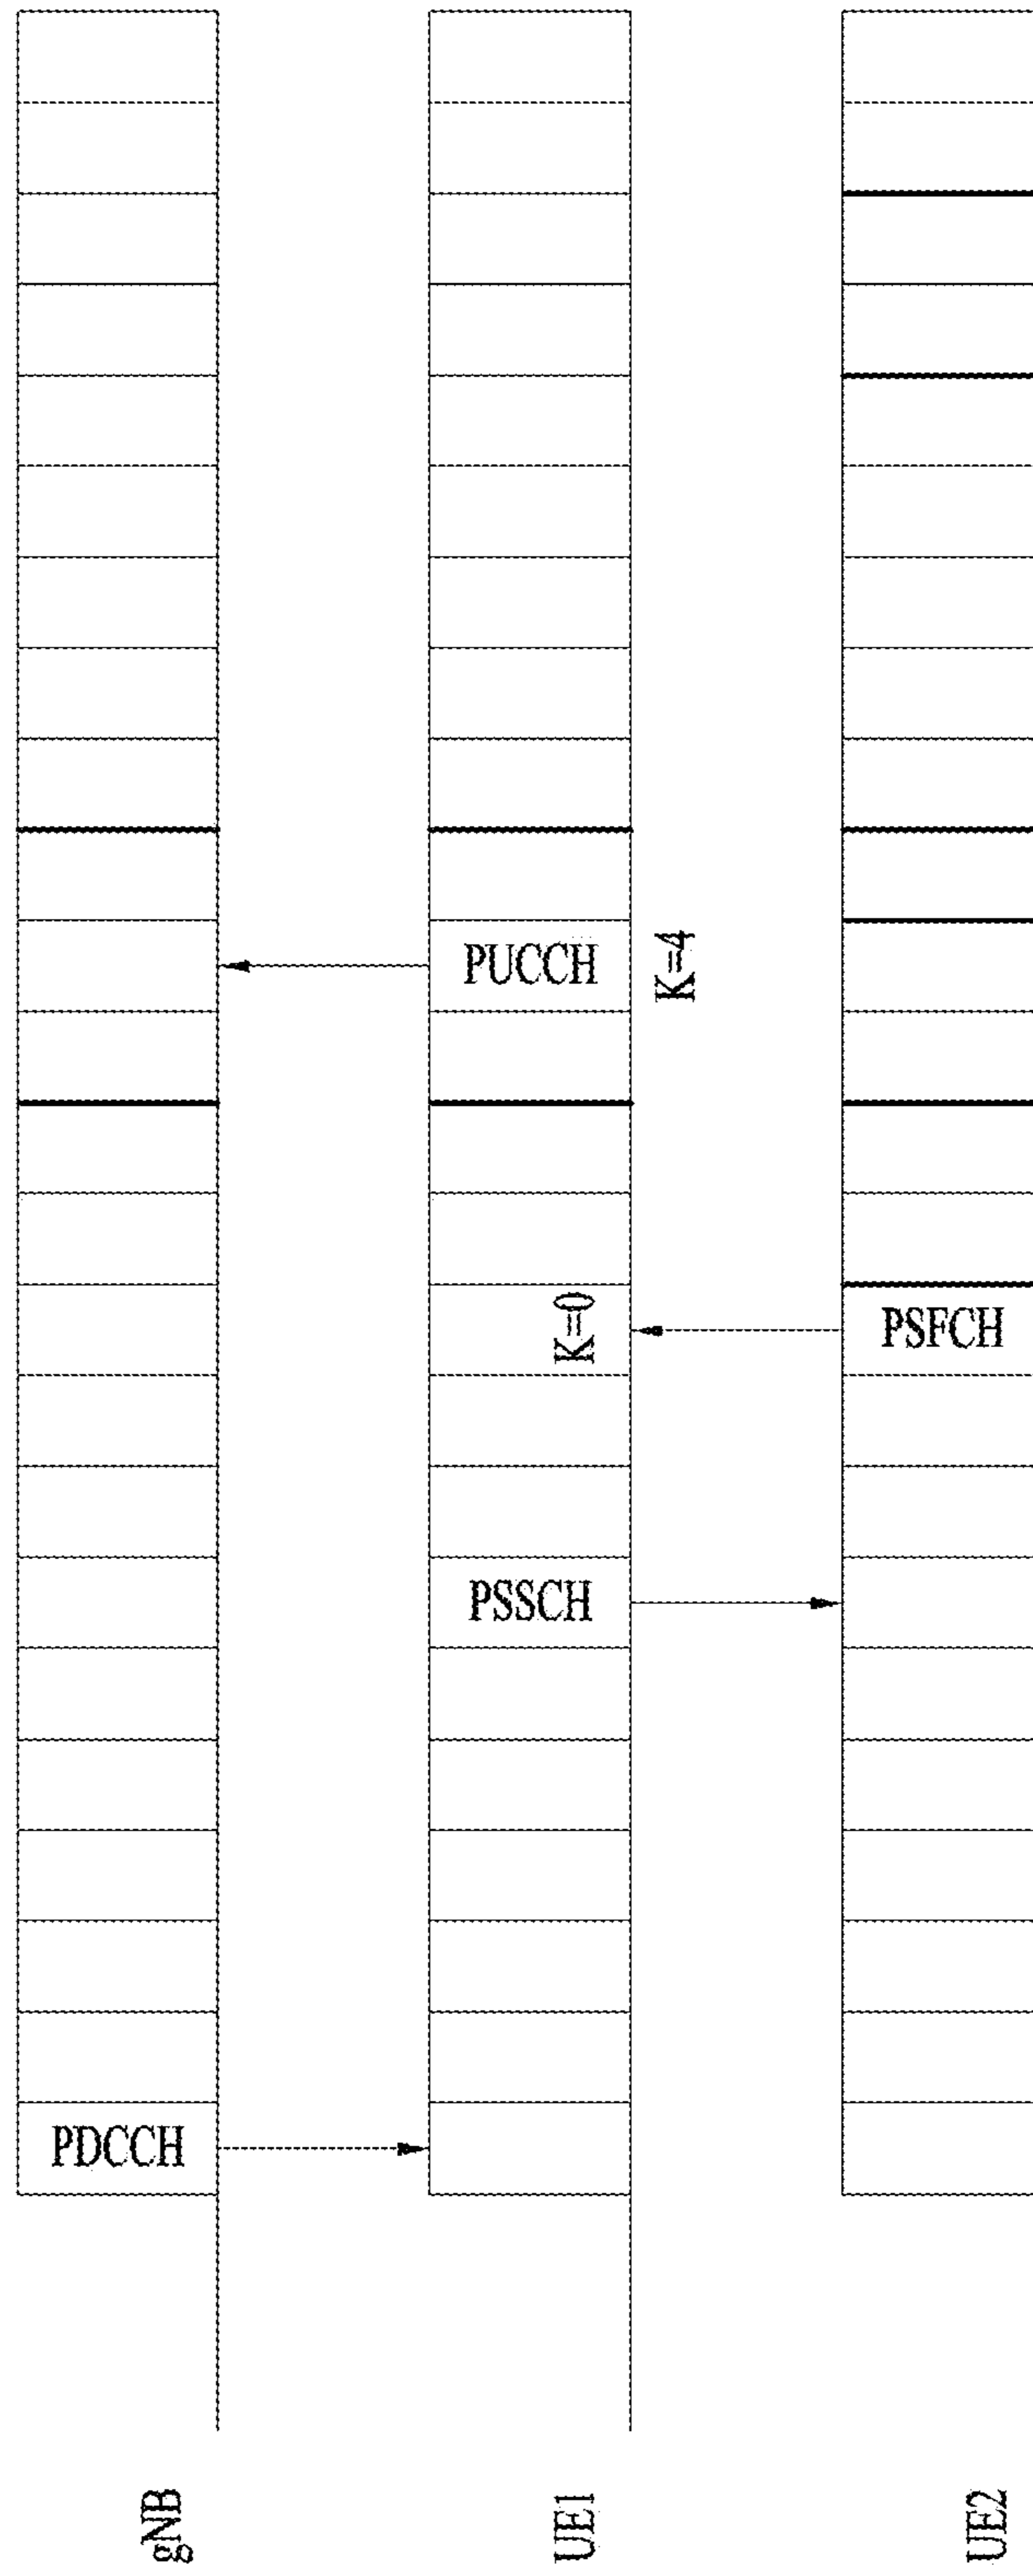 PUCCH
K=4
K=0
PSFCH
PSSCH
PDCCH
gNB
UE1
UE2